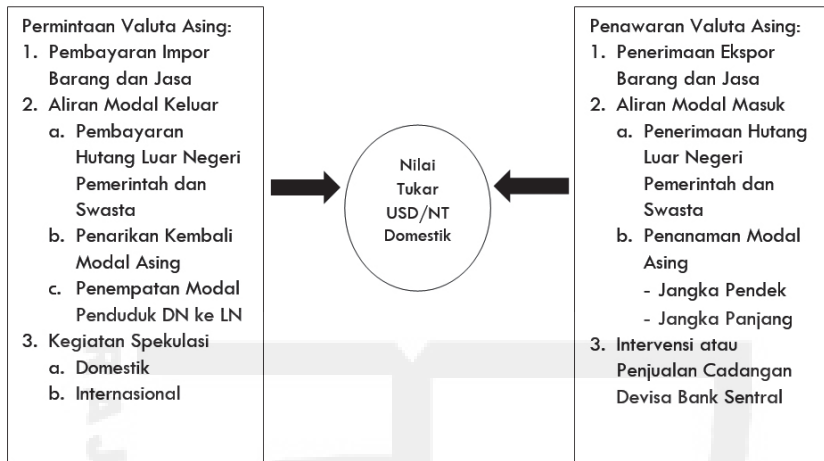 Permintaan Valuta Asing:
1. Pembayaran Impor
Barang dan Jasa
2. Aliran Modal Keluar
a. Pembayaran
Hutang Luar Negeri
Pemerintah dan
Swasta
b. Penarikan Kembali
Modal Asing
c. Penempatan Modal
Penduduk DN ke LN
3. Kegiatan Spekulasi
a. Domestik
b. Internasional
Nilai
Tukar
USD/NT
Domestik
Penawaran Valuta Asing:
1. Penerimaan Ekspor
Barang dan Jasa
2. Aliran Modal Masuk
a. Penerimaan Hutang
Luar Negeri
Pemerintah dan
Swasta
b. Penanaman Modal
Asing
- Jangka Pendek
- Jangka Panjang
3. Intervensi atau
Penjualan Cadangan
Devisa Bank Sentral